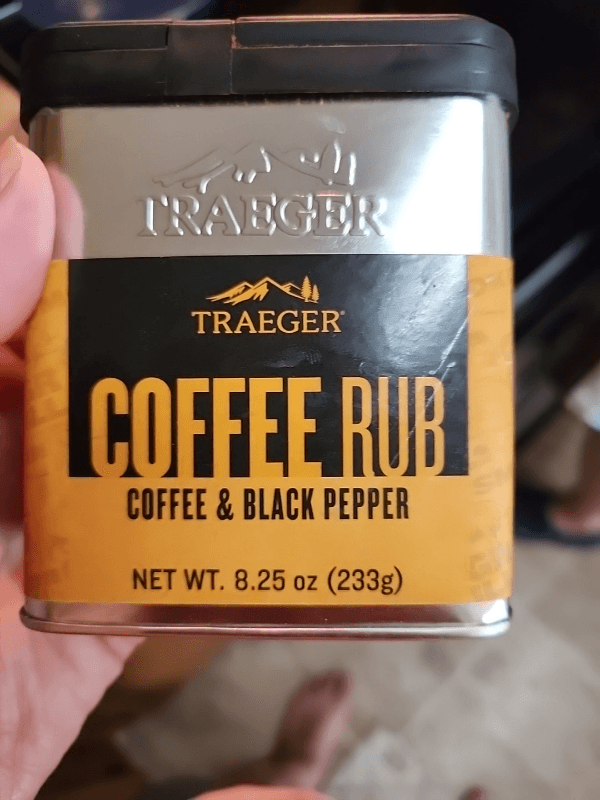 TRAEGER
TRAEGER
COFFEE RUB
COFFEE & BLACK PEPPER
NET WT. 8.25 oz (233g)